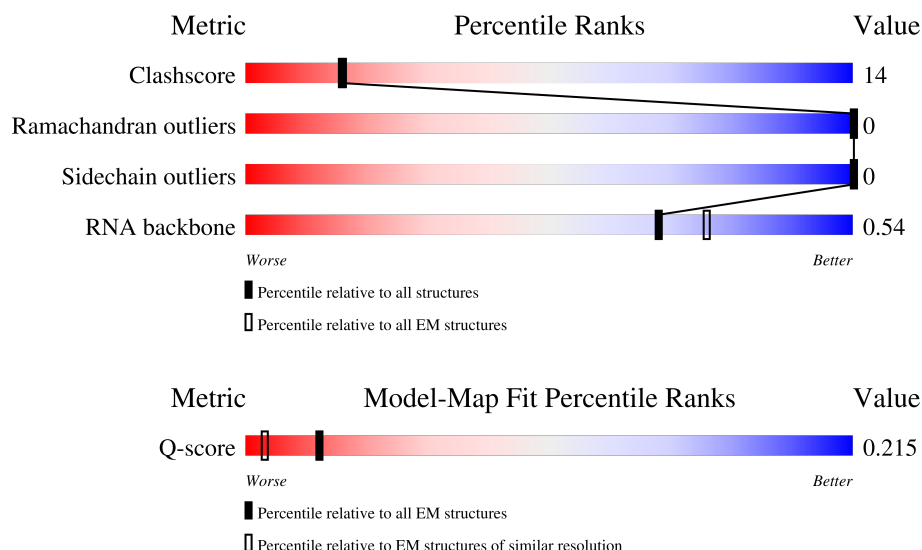 Metric Percentile Ranks Value
Clashscore 14
Ramachandran outliers 0
Sidechain outliers 0
RNA backbone 0.54
Worse Better
Percentile relative to all structures
Percentile relative to all EM structures
Metric Model-Map Fit Percentile Ranks Value
Q-score 0.215
Worse Better
Percentile relative to all EM structures
Percentile relative to EM structures of similar resolution